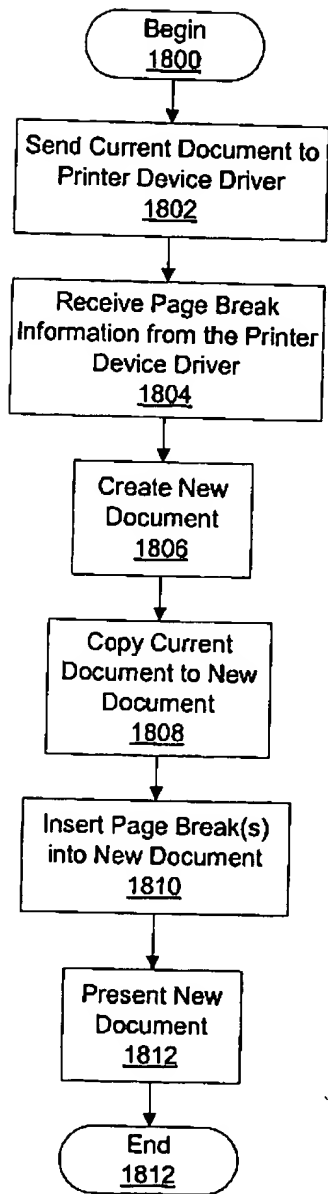 Begin
1800
Send Current Document to
Printer Device Driver
1802
Receive Page Break
Information from the Printer
Device Driver
1804
Create New
Document
1806
Copy Current
Document to New
Document
1808
Insert Page Break(s)
into New Document
1810
Present New
Document
1812
End
1812